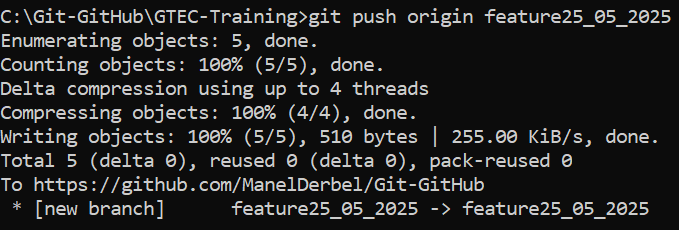 C:\Git-GitHub\GTEC-Training>git push origin feature25_05_2025
Enumerating objects: 5, done.
Counting objects: 100% (5/5), done.
Delta compression using up to 4 threads
Compressing objects: 100% (4/4), done.
Writing objects: 100% (5/5), 510 bytes | 255.00 KiB/s, done.
Total 5 (delta 0), reused 0 (delta 0), pack-reused 0
To https://github.com/ManelDerbel/Git-GitHub
 * [new branch]      feature25_05_2025 -> feature25_05_2025